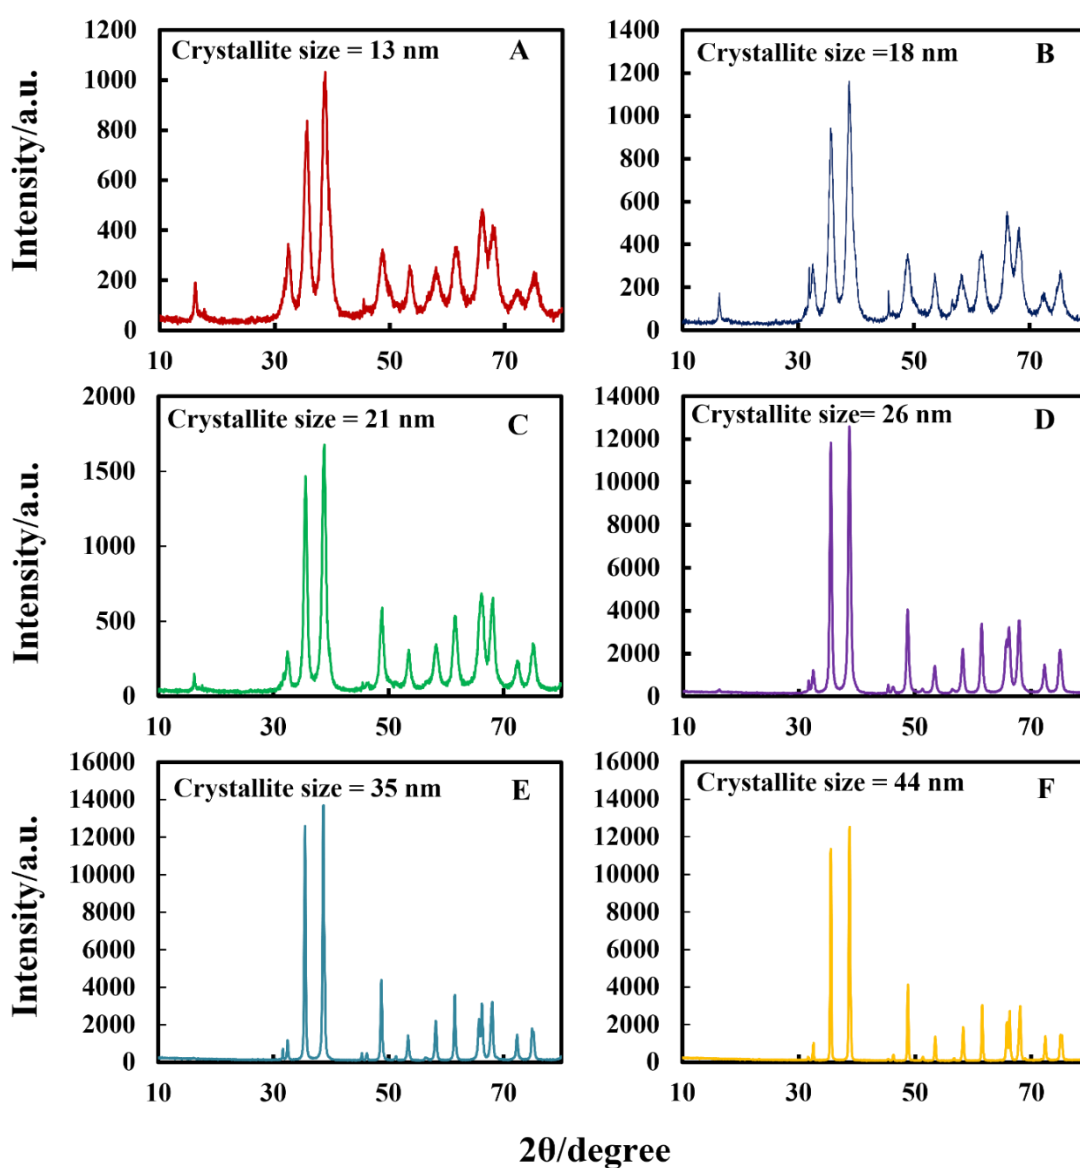 Crystallite size = 13 nm A
1200
1000
800
600
400
200
0
10 30 50 70
Intensity/a.u.
Crystallite size =18 nm B
1400
1200
1000
800
600
400
200
0
10 30 50 70
Crystallite size = 21 nm C
2000
1500
1000
500
0
10 30 50 70
Intensity/a.u.
Crystallite size= 26 nm D
14000
12000
10000
8000
6000
4000
2000
0
10 30 50 70
Crystallite size = 35 nm E
16000
14000
12000
10000
8000
6000
4000
2000
0
10 30 50 70
Intensity/a.u.
Crystallite size = 44 nm F
16000
14000
12000
10000
8000
6000
4000
2000
0
10 30 50 70
2θ/degree